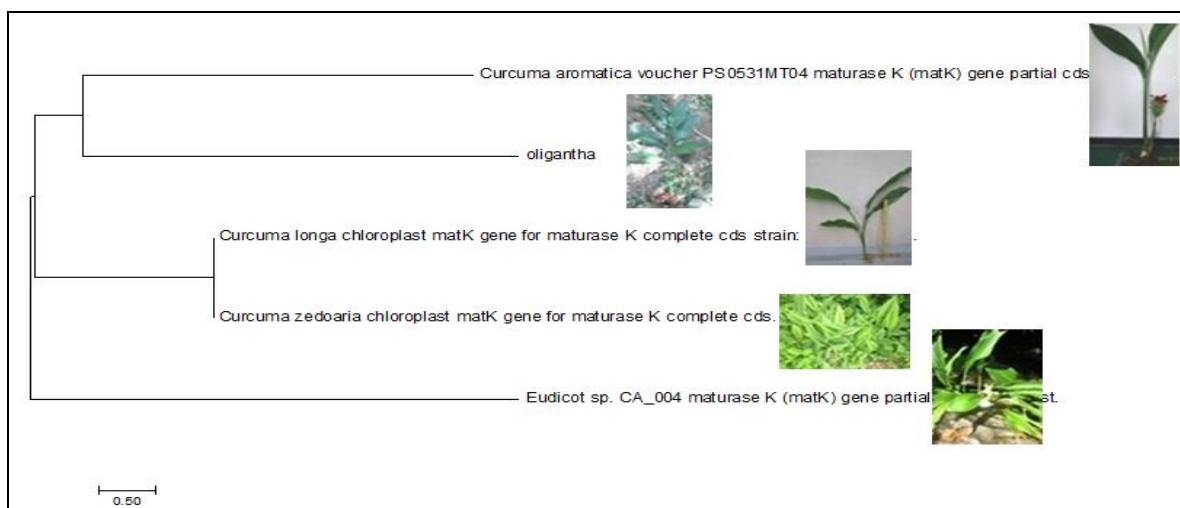 Curcuma aromatica voucher PS0531MT04 maturase K (matK) gene partial cds
oligantha
Curcuma longa chloroplast matK gene for maturase K complete cds strain: .
Curcuma zedoaria chloroplast matK gene for maturase K complete cds.
Eudicot sp. CA_004 maturase K (matK) gene partial st.
0.50